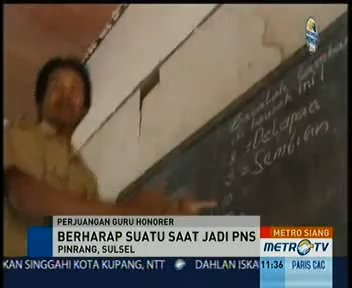 Delapan
Sembilan
PERJUANGAN GURU HONORER
BERHARAP SUATU SAAT JADI PNS
PINRANG, SULSEL
METRO SIANG
METRO TV
KAN SINGGAHI KOTA KUPANG, NTT DAHLAN ISKA
11:36 PARIS CAC